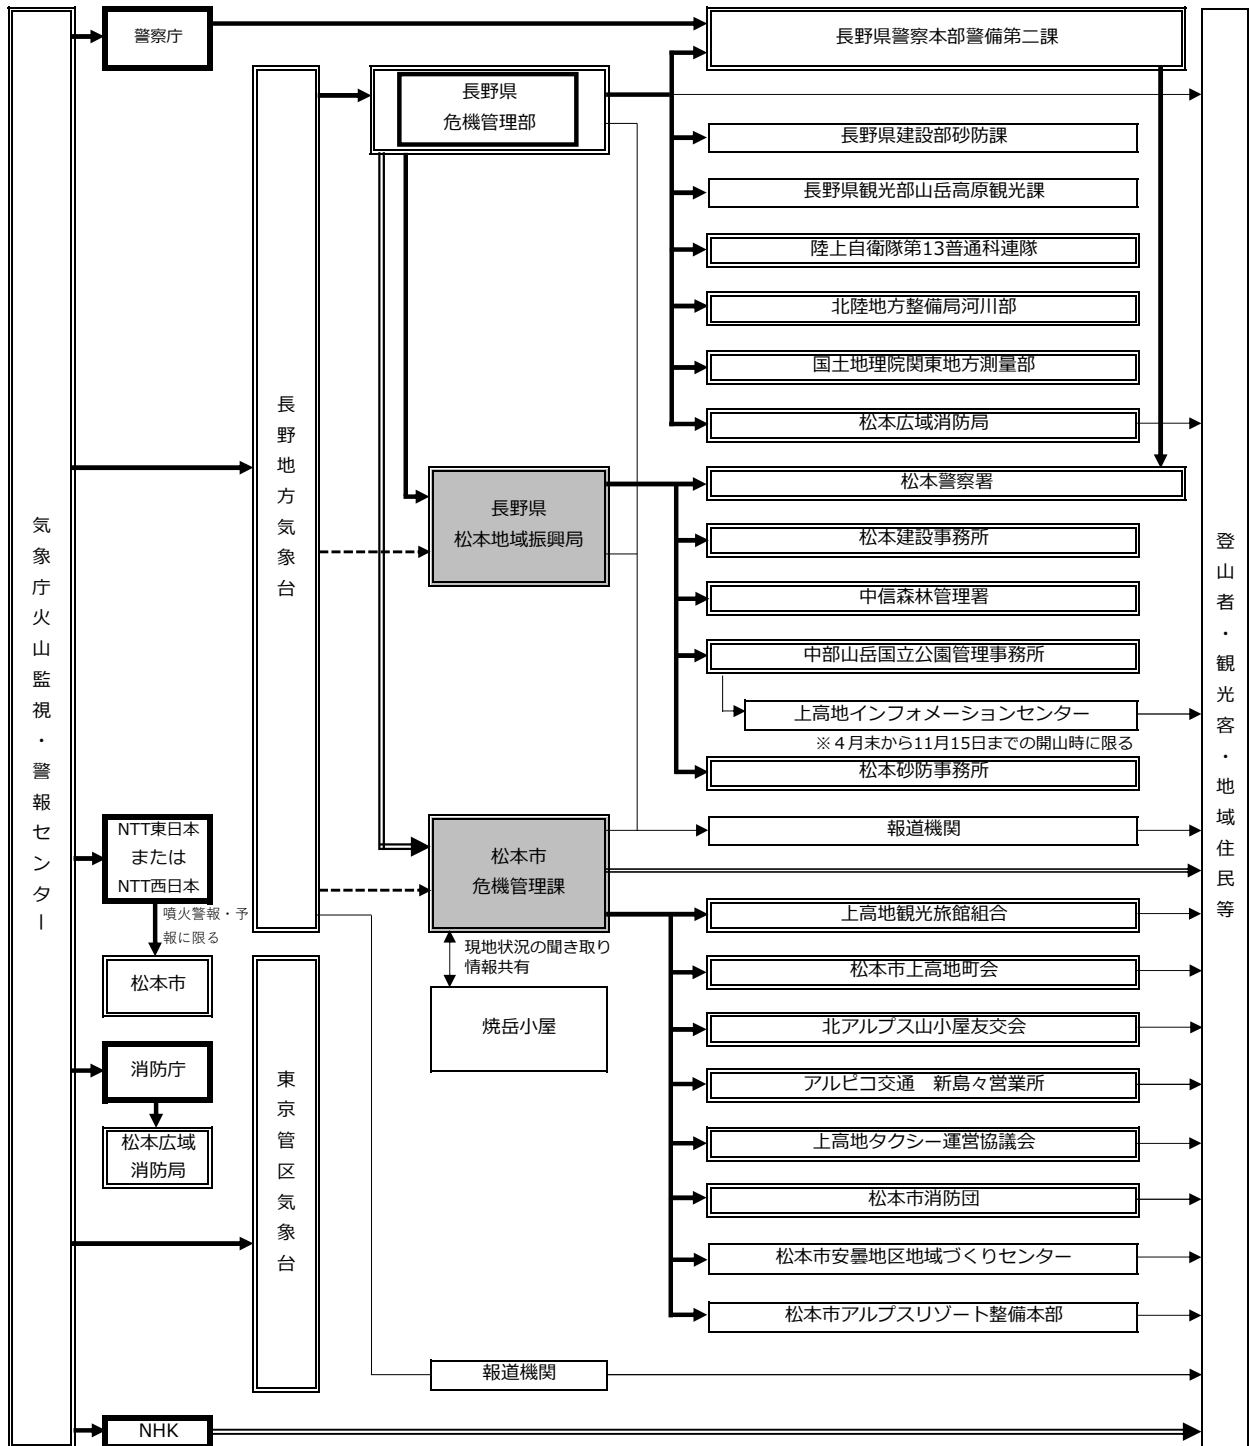 気象庁火山監視・警報センター
警察庁
NTT東日本
または
NTT西日本
噴火警報・予
報に限る
松本市
消防庁
松本広域
消防局
NHK
長野地方気象台
東京管区気象台
長野県
危機管理部
長野県
松本地域振興局
松本市
危機管理課
現地状況の聞き取り
情報共有
焼岳小屋
報道機関
長野県警察本部警備第二課
長野県建設部砂防課
長野県観光部山岳高原観光課
陸上自衛隊第13普通科連隊
北陸地方整備局河川部
国土地理院関東地方測量部
松本広域消防局
松本警察署
松本建設事務所
中信森林管理署
中部山岳国立公園管理事務所
上高地インフォメーションセンター
※４月末から11月15日までの開山時に限る
松本砂防事務所
報道機関
上高地観光旅館組合
松本市上高地町会
北アルプス山小屋友交会
アルピコ交通　新島々営業所
上高地タクシー運営協議会
松本市消防団
松本市安曇地区地域づくりセンター
松本市アルプスリゾート整備本部
登山者・観光客・地域住民等